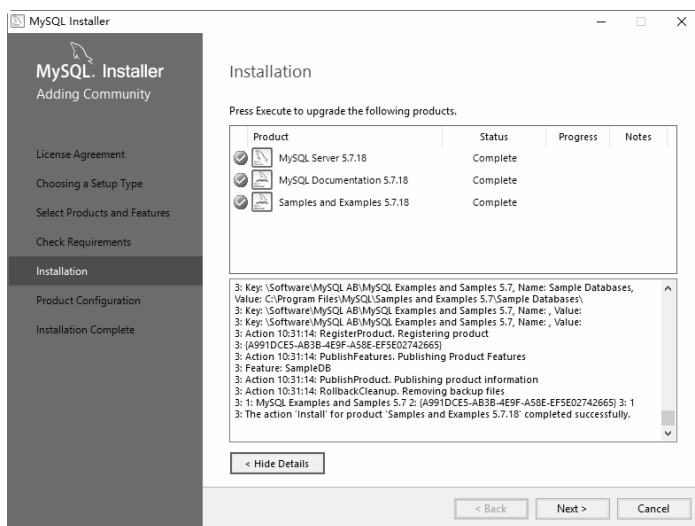 MySQL Installer
MySQL. Installer
Adding Community
License Agreement
Choosing a Setup Type
Select Products and Features
Check Requirements
Installation
Product Configuration
Installation Complete
Installation
Press Execute to upgrade the following products.
Product Status Progress Notes
MySQL Server 5.7.18 Complete
MySQL Documentation 5.7.18 Complete
Samples and Examples 5.7.18 Complete
3: Key: \Software\MySQL AB\MySQL Examples and Samples 5.7, Name: Sample Databases,
Value: C:\Program Files\MySQL\Samples and Examples 5.7\Sample Databases\
3: Key: \Software\MySQL AB\MySQL Examples and Samples 5.7, Name: , Value:
3: Key: \Software\MySQL AB\MySQL Examples and Samples 5.7, Name: , Value:
3: Action 10:31:14: RegisterProduct. Registering product
3: {A991DCE5-AB3B-4E9F-A58E-EF5E02742665}
3: Action 10:31:14: PublishFeatures. Publishing Product Features
3: Feature: SampleDB
3: Action 10:31:14: PublishProduct. Publishing product information
3: Action 10:31:14: RollbackCleanup. Removing backup files
3: 1: MySQL Examples and Samples 5.7 2: {A991DCE5-AB3B-4E9F-A58E-EF5E02742665} 3: 1
3: The action 'Install' for product 'Samples and Examples 5.7.18' completed successfully.
< Hide Details
< Back Next > Cancel